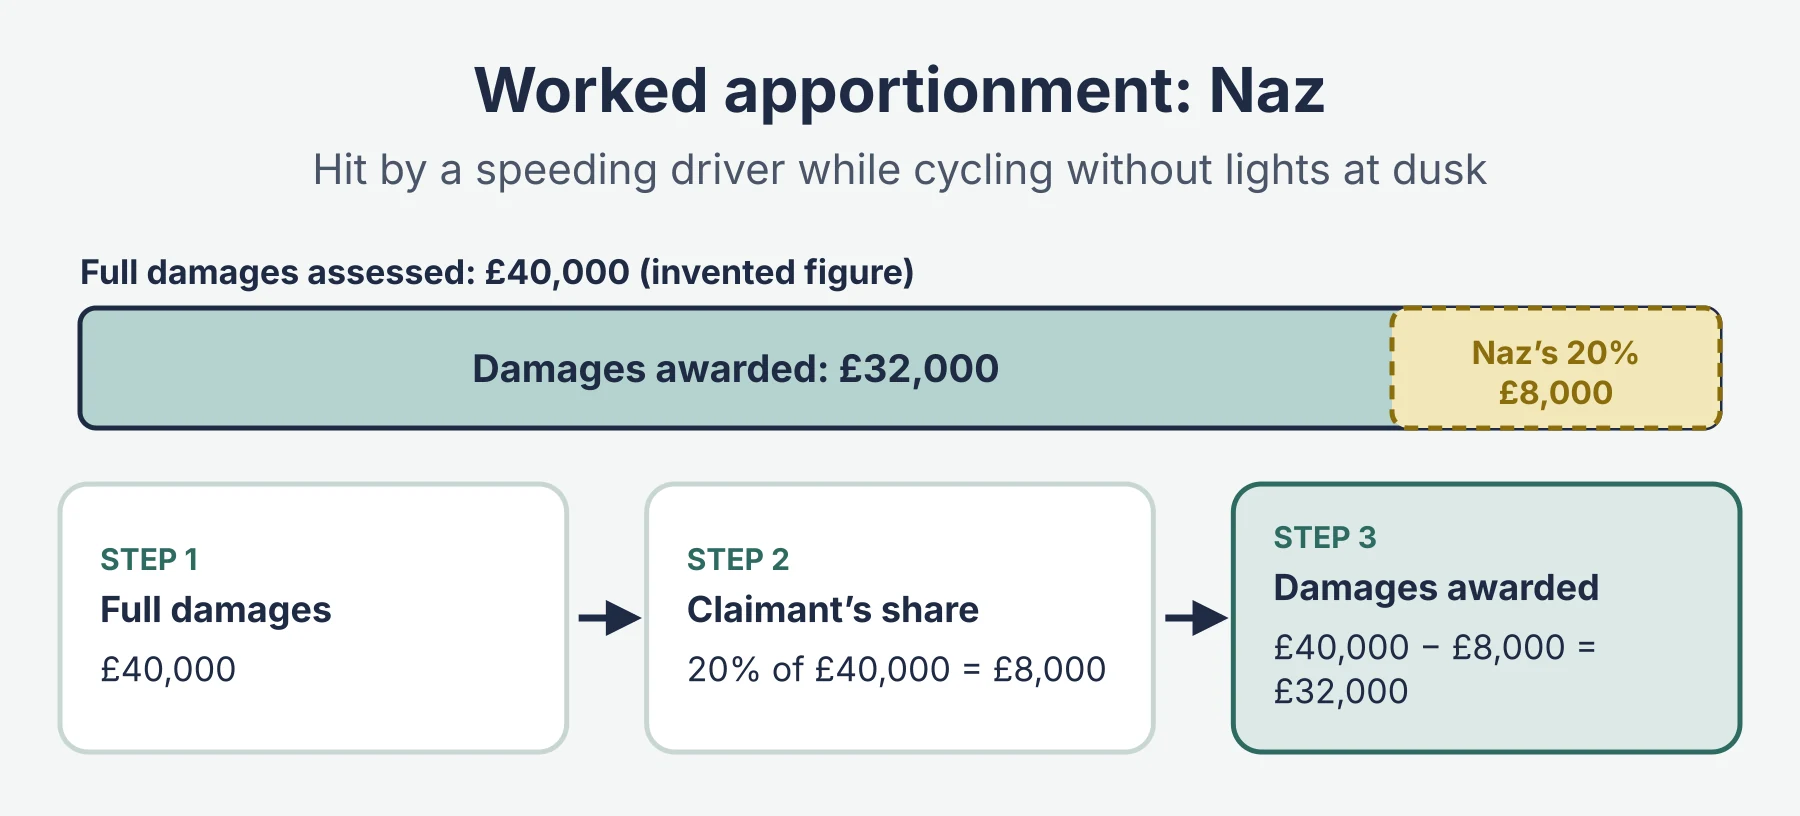 Worked apportionment: Naz
Hit by a speeding driver while cycling without lights at dusk
Full damages assessed: £40,000 (invented figure)
Damages awarded: £32,000
Naz’s 20%
£8,000
STEP 1
Full damages
£40,000
STEP 2
Claimant’s share
20% of £40,000 = £8,000
STEP 3
Damages awarded
£40,000 − £8,000 =
£32,000